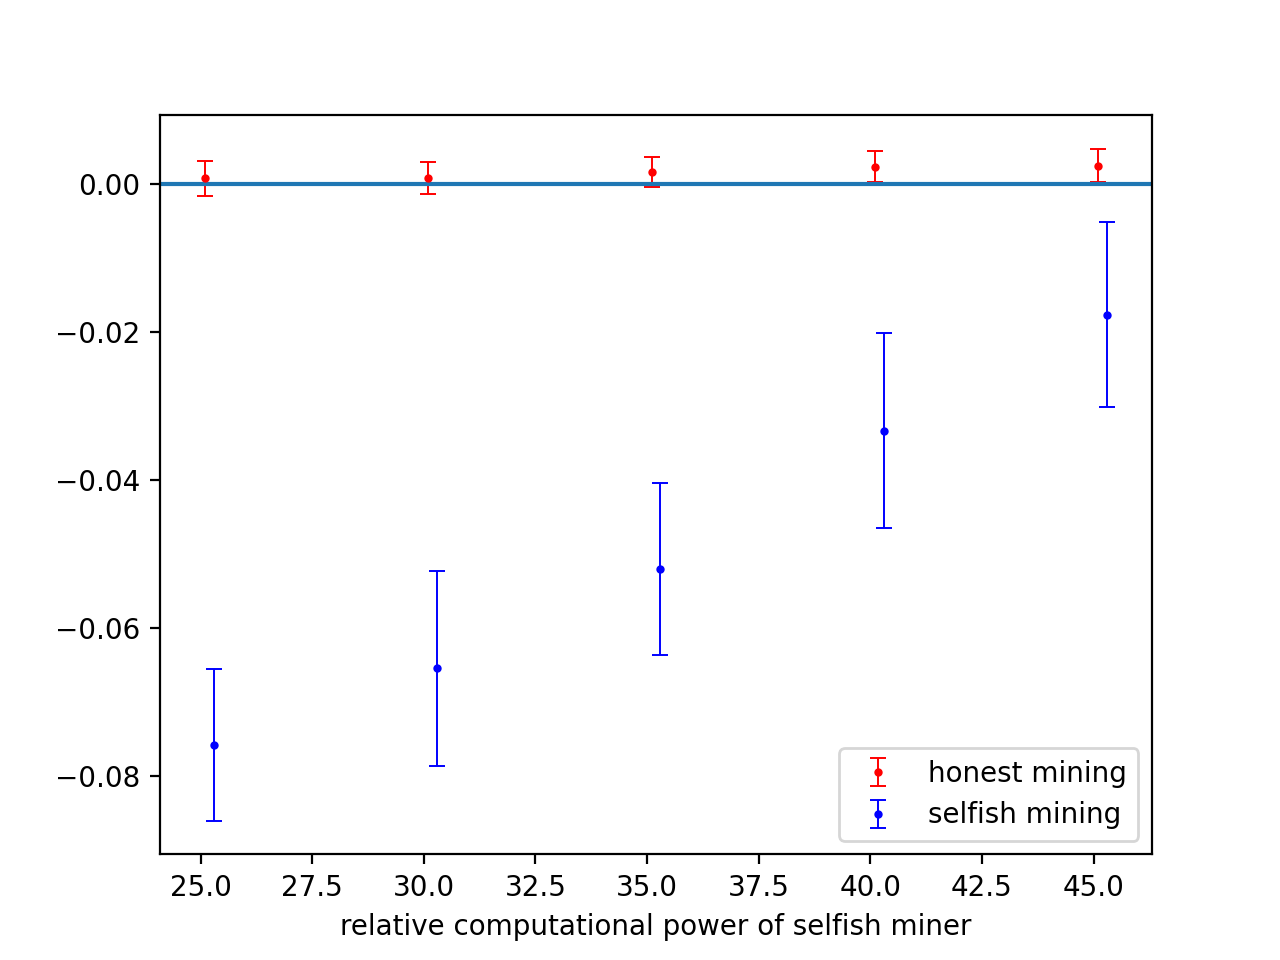 0.00
−0.02
−0.04
−0.06
−0.08
honest mining
selfish mining
25.0 27.5 30.0 32.5 35.0 37.5 40.0 42.5 45.0
relative computational power of selfish miner